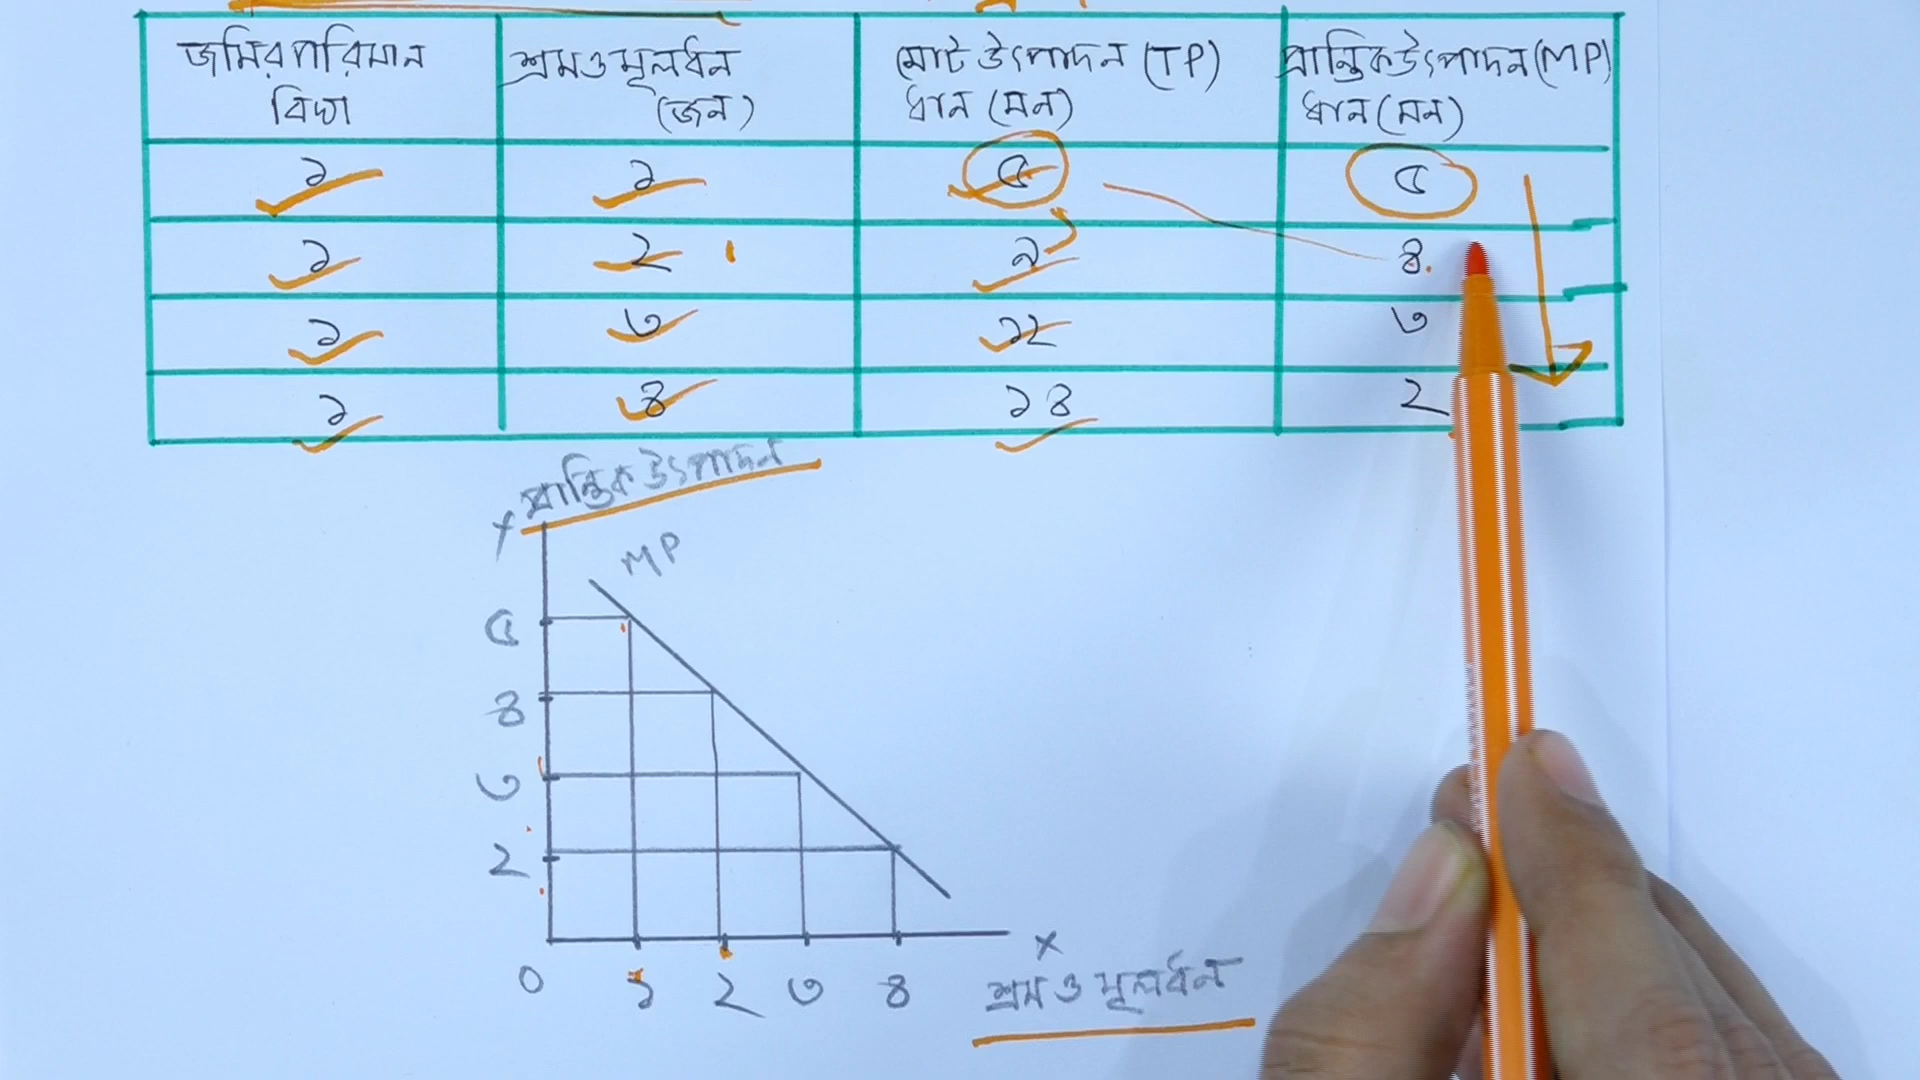 জমির পরিমান
বিঘা
শ্রম ও মূলধন
(জন)
মোট উৎপাদন (TP)
ধান (মন)
প্রান্তিক উৎপাদন (MP)
ধান (মন)
১ ১ ৫ ৫
১ ২ ৯ ৪
১ ৩ ১২ ৩
১ ৪ ১৪ ২
প্রান্তিক উৎপাদন
Y
MP
৫
৪
৩
২
০ ১ ২ ৩ ৪
X
শ্রম ও মূলধন